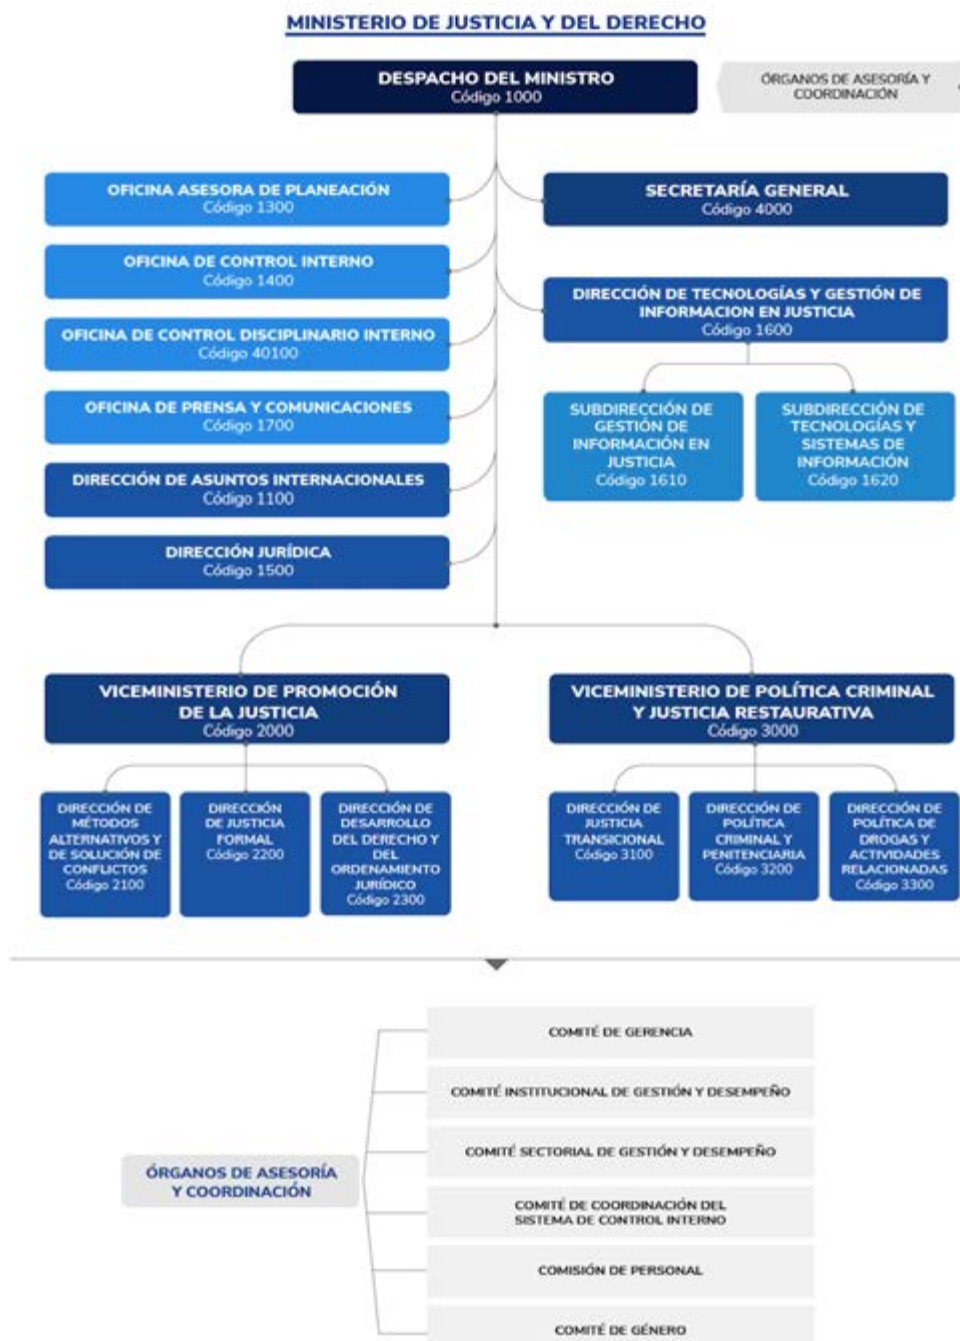 MINISTERIO DE JUSTICIA Y DEL DERECHO
DESPACHO DEL MINISTRO
Código 1000
ÓRGANOS DE ASESORÍA Y
COORDINACIÓN
OFICINA ASESORA DE PLANEACIÓN
Código 1300
SECRETARÍA GENERAL
Código 4000
OFICINA DE CONTROL INTERNO
Código 1400
DIRECCIÓN DE TECNOLOGÍAS Y GESTIÓN DE
INFORMACION EN JUSTICIA
Código 1600
OFICINA DE CONTROL DISCIPLINARIO INTERNO
Código 40100
OFICINA DE PRENSA Y COMUNICACIONES
Código 1700
SUBDIRECCIÓN DE
GESTIÓN DE
INFORMACIÓN EN
JUSTICIA
Código 1610
SUBDIRECCIÓN DE
TECNOLOGÍAS Y
SISTEMAS DE
INFORMACIÓN
Código 1620
DIRECCIÓN DE ASUNTOS INTERNACIONALES
Código 1100
DIRECCIÓN JURÍDICA
Código 1500
VICEMINISTERIO DE PROMOCIÓN
DE LA JUSTICIA
Código 2000
VICEMINISTERIO DE POLÍTICA CRIMINAL
Y JUSTICIA RESTAURATIVA
Código 3000
DIRECCIÓN DE
MÉTODOS
ALTERNATIVOS Y
DE SOLUCIÓN DE
CONFLICTOS
Código 2100
DIRECCIÓN
DE JUSTICIA
FORMAL
Código 2200
DIRECCIÓN DE
DESARROLLO
DEL DERECHO Y
DEL
ORDENAMIENTO
JURÍDICO
Código 2300
DIRECCIÓN DE
JUSTICIA
TRANSICIONAL
Código 3100
DIRECCIÓN DE
POLÍTICA
CRIMINAL Y
PENITENCIARIA
Código 3200
DIRECCIÓN DE
POLÍTICA DE
DROGAS Y
ACTIVIDADES
RELACIONADAS
Código 3300
ÓRGANOS DE ASESORÍA
Y COORDINACIÓN
COMITÉ DE GERENCIA
COMITÉ INSTITUCIONAL DE GESTIÓN Y DESEMPEÑO
COMITÉ SECTORIAL DE GESTIÓN Y DESEMPEÑO
COMITÉ DE COORDINACIÓN DEL
SISTEMA DE CONTROL INTERNO
COMISIÓN DE PERSONAL
COMITÉ DE GÉNERO